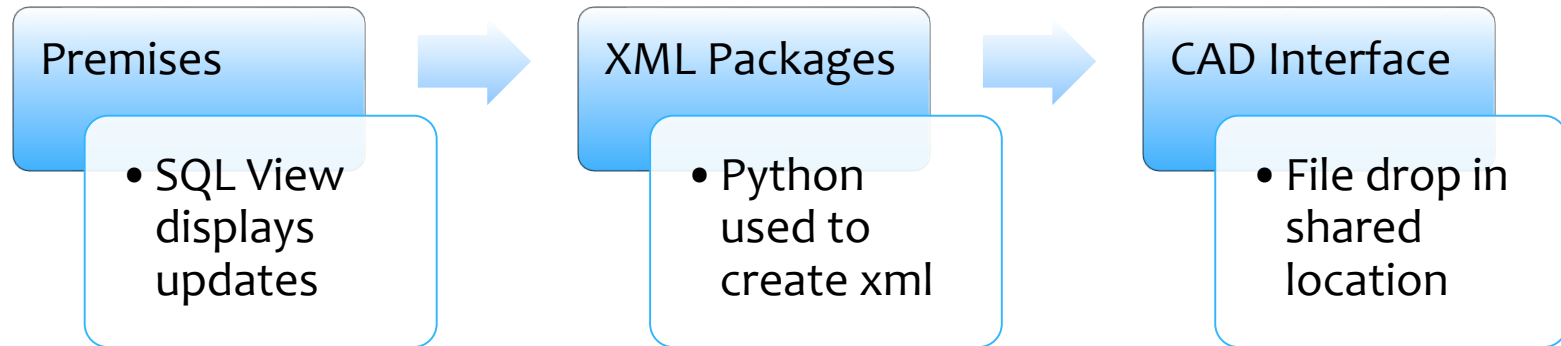 Premises
• SQL View
displays
updates
XML Packages
• Python
used to
create xml
CAD Interface
• File drop in
shared
location